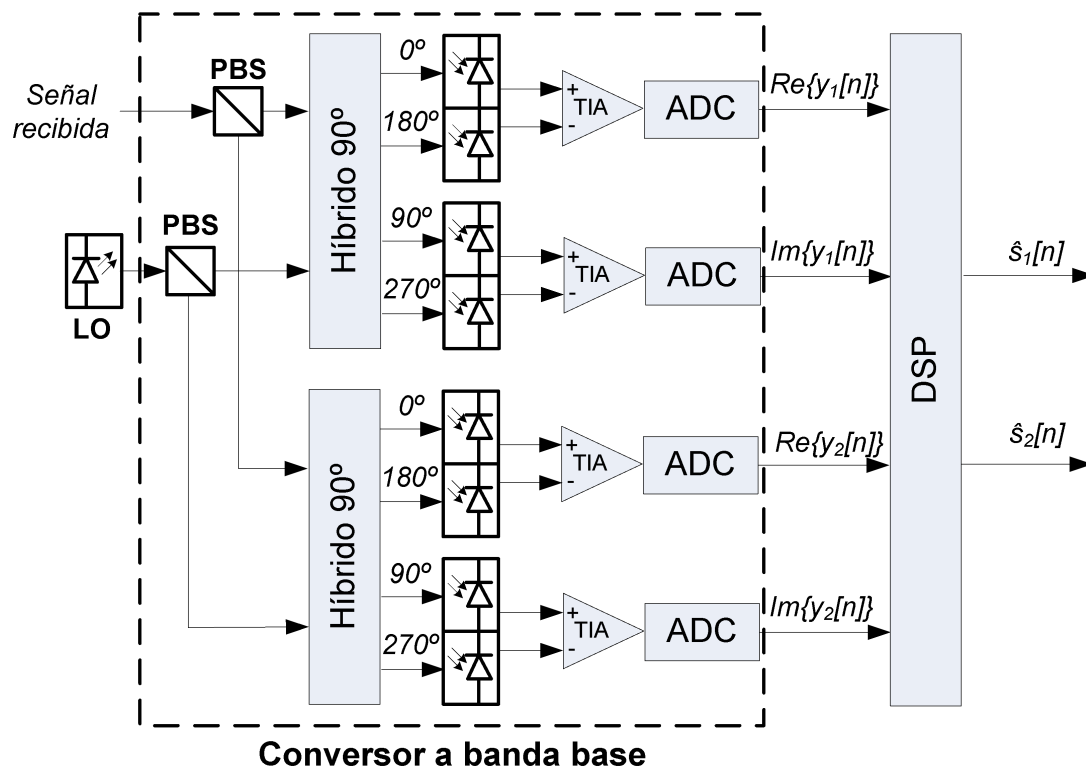 Señal
recibida
PBS
PBS
LO
Híbrido 90º
0º
180º
90º
270º
+
-
TIA
ADC
Re{y₁[n]}
+
-
TIA
ADC
Im{y₁[n]}
Híbrido 90º
0º
180º
90º
270º
+
-
TIA
ADC
Re{y₂[n]}
+
-
TIA
ADC
Im{y₂[n]}
DSP
ŝ₁[n]
ŝ₂[n]
Conversor a banda base